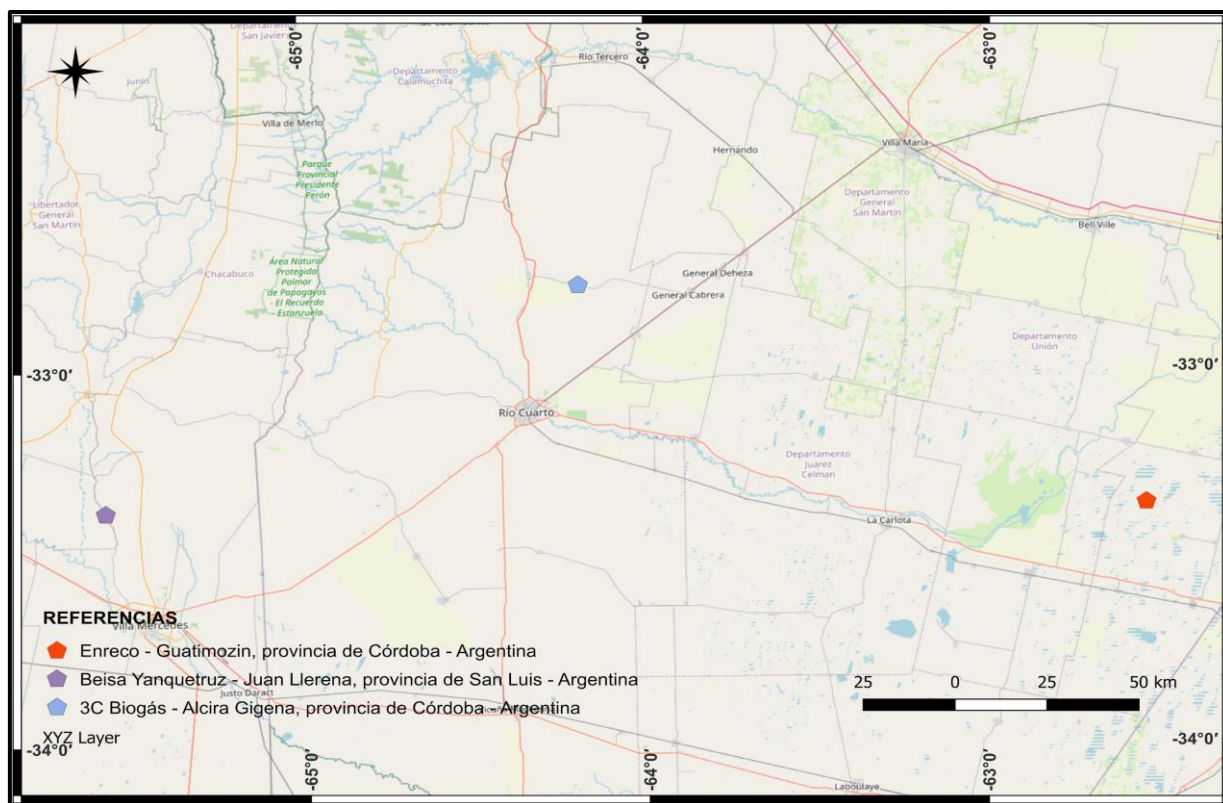 Departamento
San Javier
-65°0'
-64°0'
-63°0'
Río Tercero
Junín
Departamento
Calamuchita
Villa de Merlo
Hernando
Villa María
Parque
Provincial
Presidente
Perón
Libertador
General
San Martín
Departamento
General
San Martín
Bell Ville
Chacabuco
Área Natural
Protegida
Palmar
de Papagayos
- El Recuerdo
- Estanzuela
General Deheza
General Cabrera
Departamento
Unión
-33°0'
-33°0'
Río Cuarto
Departamento
Juárez
Celman
La Carlota
REFERENCIAS
Villa Mercedes
Enreco - Guatimozin, provincia de Córdoba - Argentina
Beisa Yanquetruz - Juan Llerena, provincia de San Luis - Argentina
Justo Daract
3C Biogás - Alcira Gigena, provincia de Córdoba - Argentina
25 0 25 50 km
XYZ Layer
-34°0'
-34°0'
-65°0'
-64°0'
-63°0'
Laboulaye